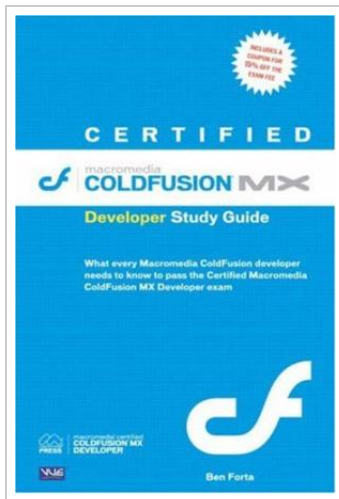 INCLUDES A
COUPON FOR
15% OFF THE
EXAM FEE
CERTIFIED
macromedia
COLDFUSION MX
Developer Study Guide
What every Macromedia ColdFusion developer
needs to know to pass the Certified Macromedia
ColdFusion MX Developer exam
PRESS
macromedia certified
COLDFUSION MX
DEVELOPER
VUE
Ben Forta